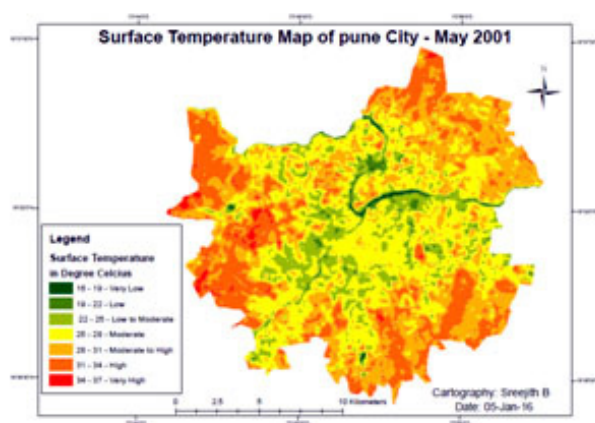 Surface Temperature Map of pune City - May 2001
N
Legend
Surface Temperature
in Degree Celcius
16 - 19 - Very Low
19 - 22 - Low
22 - 25 - Low to Moderate
25 - 28 - Moderate
28 - 31 - Moderate to High
31 - 34 - High
34 - 37 - Very High
0 2.5 5 10 Kilometers
Cartography: Sreejith B
Date: 05-Jan-16